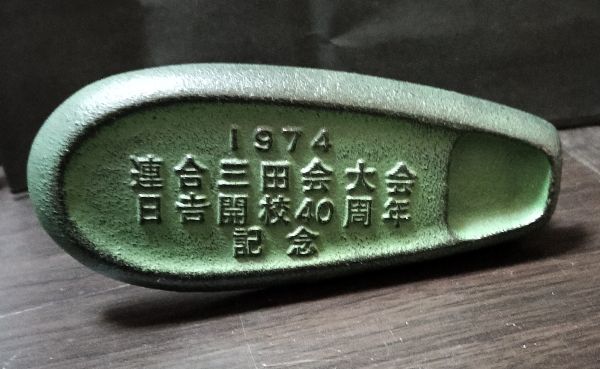 1974
連合三田会大会
日吉開校40周年
記念